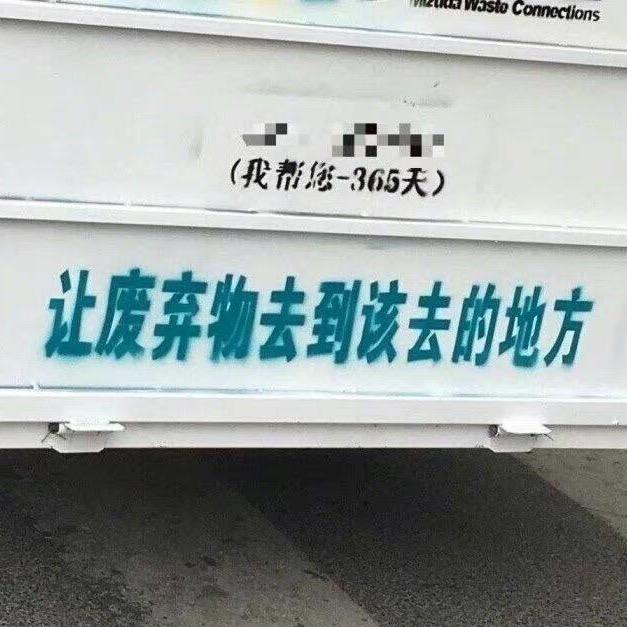 Mizuda Waste Connections
(我帮您-365天)
让废弃物去到该去的地方